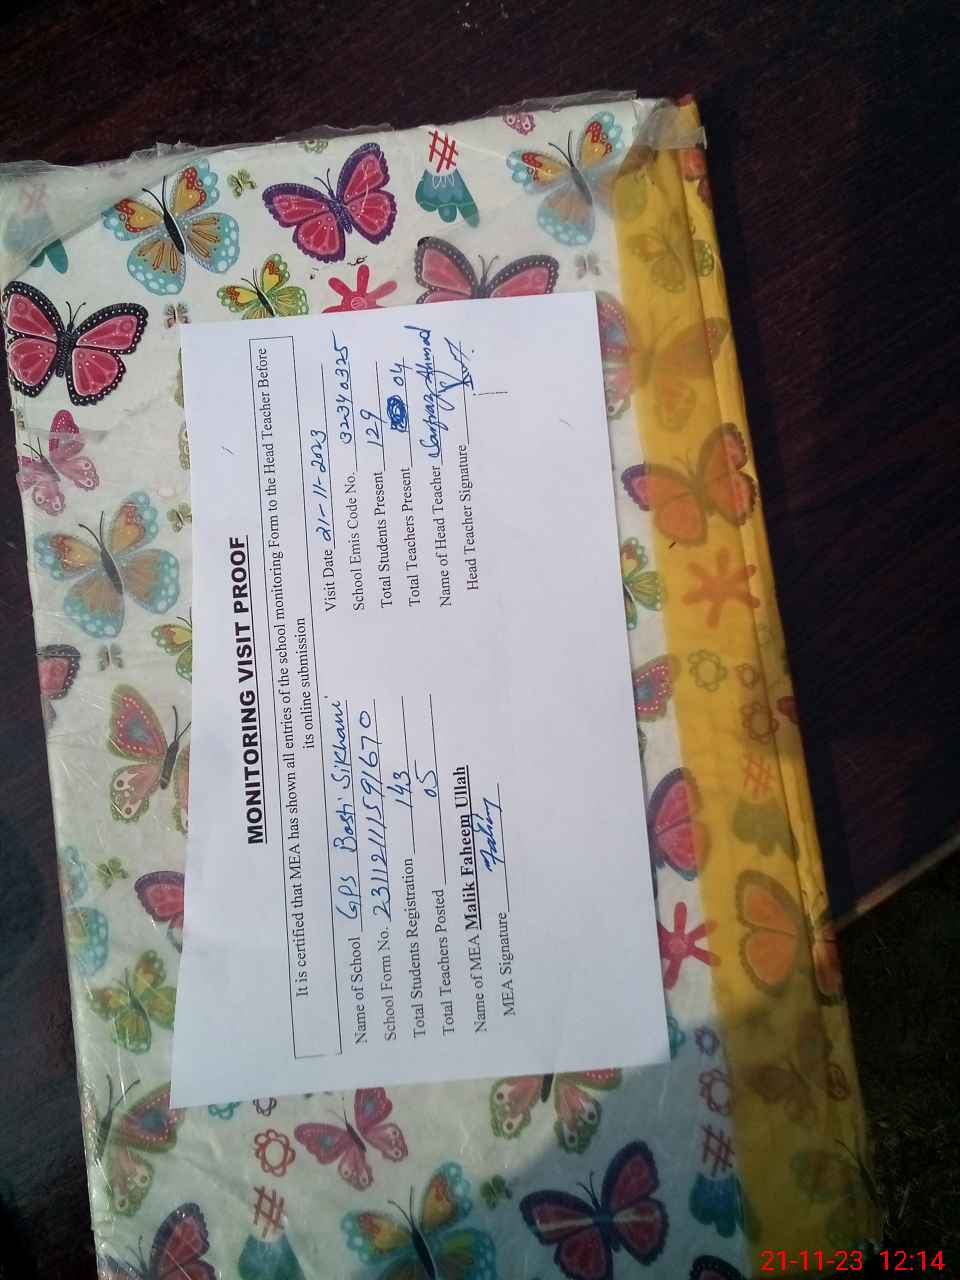 MONITORING VISIT PROOF
It is certified that MEA has shown all entries of the school monitoring Form to the Head Teacher Before
its online submission
Name of School GPS Basti Sikhani
Visit Date 21-11-2023
School Form No. 23112111591670
School Emis Code No. 32340325
Total Students Registration 143
Total Students Present 129
Total Teachers Posted 05
Total Teachers Present 04
Name of MEA Malik Faheem Ullah
Name of Head Teacher Sarfraz Ahmad
MEA Signature Fahim
Head Teacher Signature
21-11-23 12:14